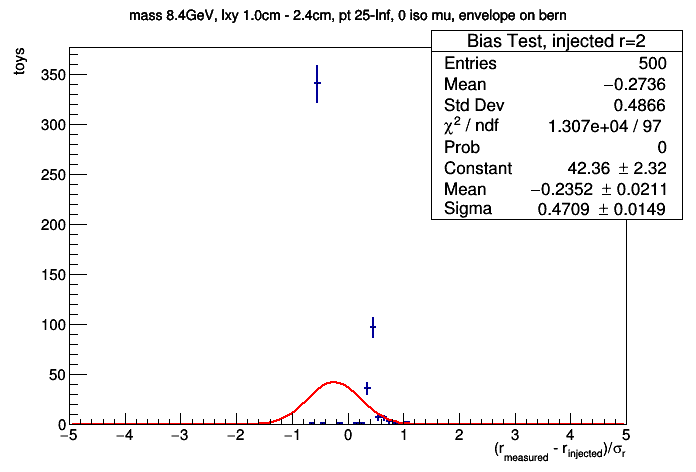 mass 8.4GeV, lxy 1.0cm - 2.4cm, pt 25-Inf, 0 iso mu, envelope on bern
Bias Test, injected r=2
Entries 500
Mean −0.2736
Std Dev 0.4866
χ² / ndf 1.307e+04 / 97
Prob 0
Constant 42.36 ± 2.32
Mean −0.2352 ± 0.0211
Sigma 0.4709 ± 0.0149
toys
350
300
250
200
150
100
50
0
−5 −4 −3 −2 −1 0 1 2 3 4 5
(r_measured - r_injected)/σ_r